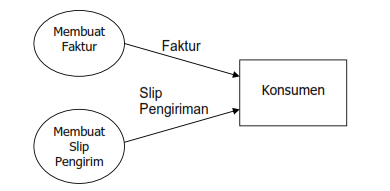 Membuat
Faktur
Faktur
Slip
Pengiriman
Konsumen
Membuat
Slip
Pengirim